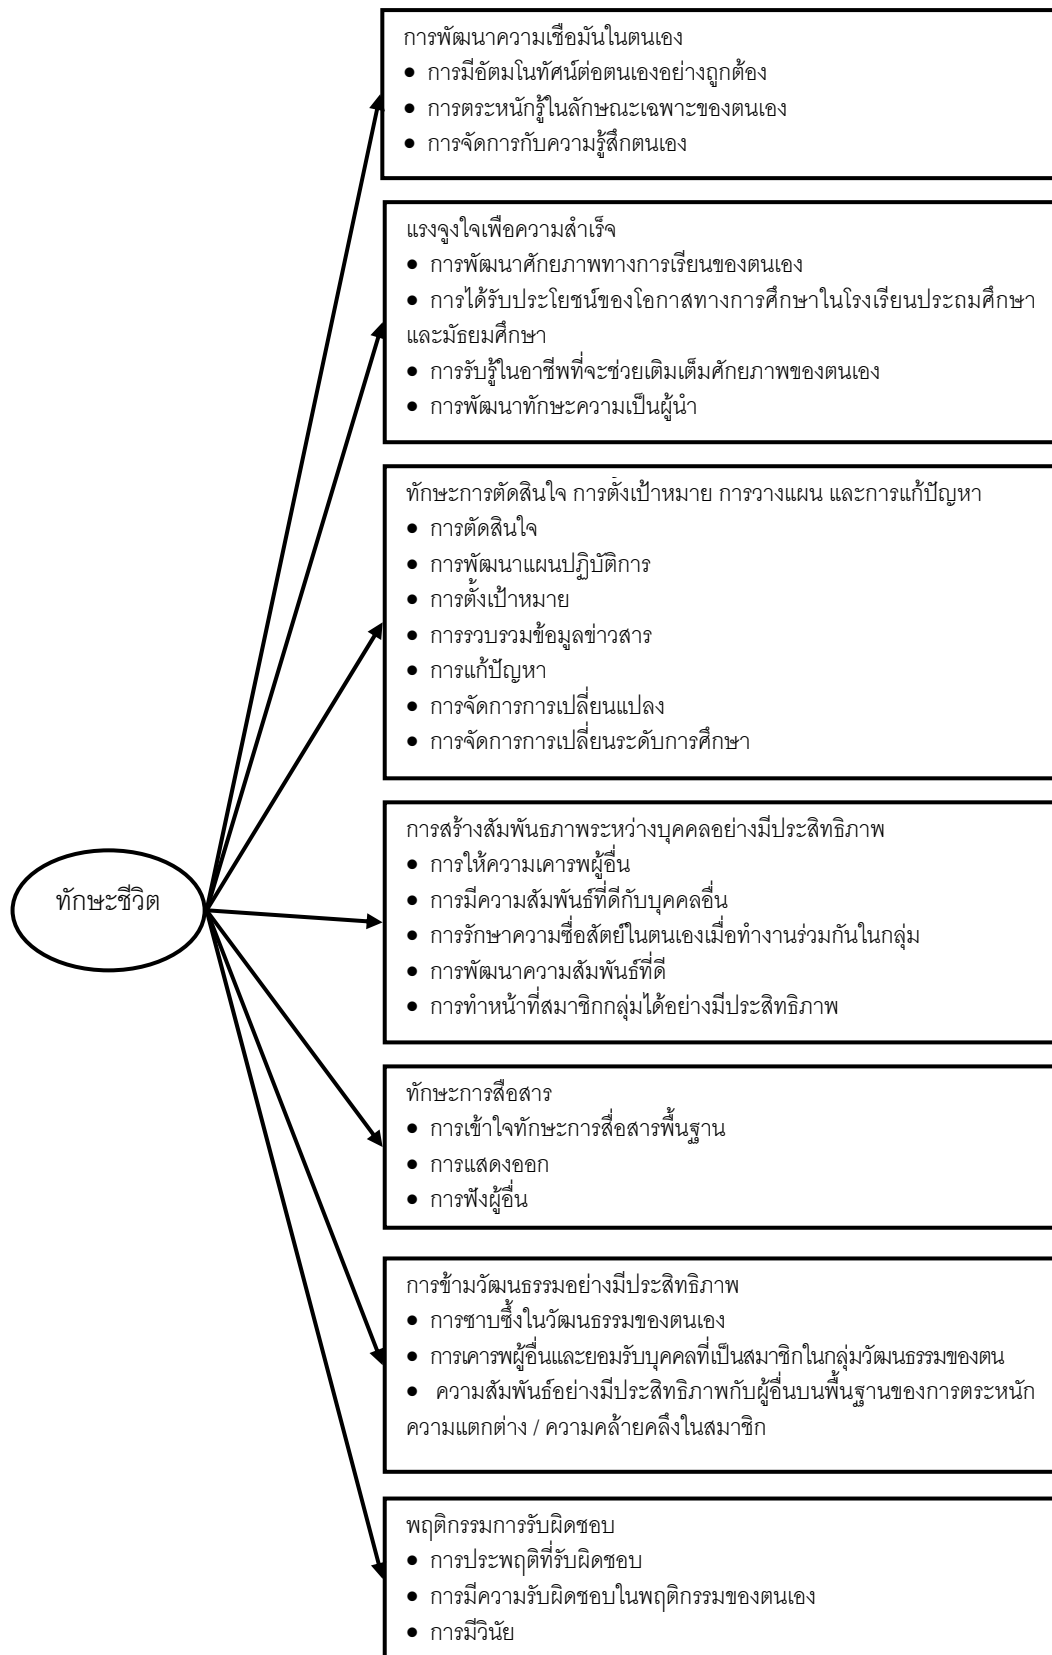 การพัฒนาความเชื่อมั่นในตนเอง
• การมีอัตมโนทัศน์ต่อตนเองอย่างถูกต้อง
• การตระหนักรู้ในลักษณะเฉพาะของตนเอง
• การจัดการกับความรู้สึกตนเอง
แรงจูงใจเพื่อความสำเร็จ
• การพัฒนาศักยภาพทางการเรียนของตนเอง
• การได้รับประโยชน์ของโอกาสทางการศึกษาในโรงเรียนประถมศึกษา
และมัธยมศึกษา
• การรับรู้ในอาชีพที่จะช่วยเติมเต็มศักยภาพของตนเอง
• การพัฒนาทักษะความเป็นผู้นำ
ทักษะการตัดสินใจ การตั้งเป้าหมาย การวางแผน และการแก้ปัญหา
• การตัดสินใจ
• การพัฒนาแผนปฏิบัติการ
• การตั้งเป้าหมาย
• การรวบรวมข้อมูลข่าวสาร
• การแก้ปัญหา
• การจัดการการเปลี่ยนแปลง
• การจัดการการเปลี่ยนระดับการศึกษา
ทักษะชีวิต
การสร้างสัมพันธภาพระหว่างบุคคลอย่างมีประสิทธิภาพ
• การให้ความเคารพผู้อื่น
• การมีความสัมพันธ์ที่ดีกับบุคคลอื่น
• การรักษาความซื่อสัตย์ในตนเองเมื่อทำงานร่วมกันในกลุ่ม
• การพัฒนาความสัมพันธ์ที่ดี
• การทำหน้าที่สมาชิกกลุ่มได้อย่างมีประสิทธิภาพ
ทักษะการสื่อสาร
• การเข้าใจทักษะการสื่อสารพื้นฐาน
• การแสดงออก
• การฟังผู้อื่น
การข้ามวัฒนธรรมอย่างมีประสิทธิภาพ
• การซาบซึ้งในวัฒนธรรมของตนเอง
• การเคารพผู้อื่นและยอมรับบุคคลที่เป็นสมาชิกในกลุ่มวัฒนธรรมของตน
• ความสัมพันธ์อย่างมีประสิทธิภาพกับผู้อื่นบนพื้นฐานของการตระหนัก
ความแตกต่าง / ความคล้ายคลึงในสมาชิก
พฤติกรรมการรับผิดชอบ
• การประพฤติที่รับผิดชอบ
• การมีความรับผิดชอบในพฤติกรรมของตนเอง
• การมีวินัย